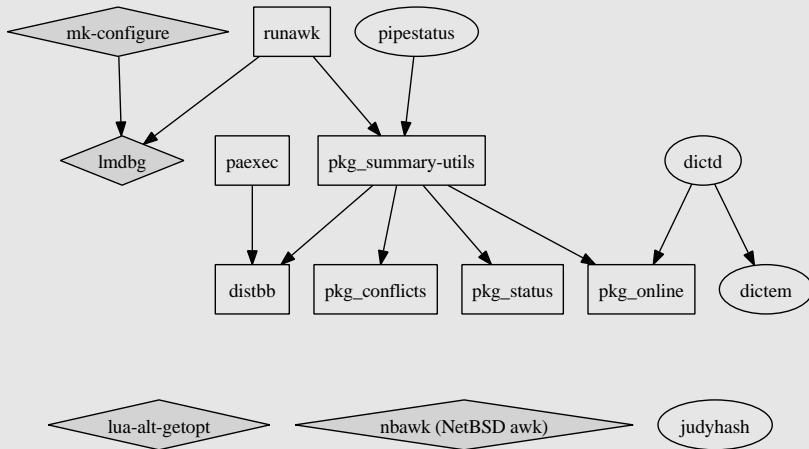 mk-configure
runawk
pipestatus
lmdbg
paexec
pkg_summary-utils
dictd
distbb
pkg_conflicts
pkg_status
pkg_online
dictem
lua-alt-getopt
nbawk (NetBSD awk)
judyhash